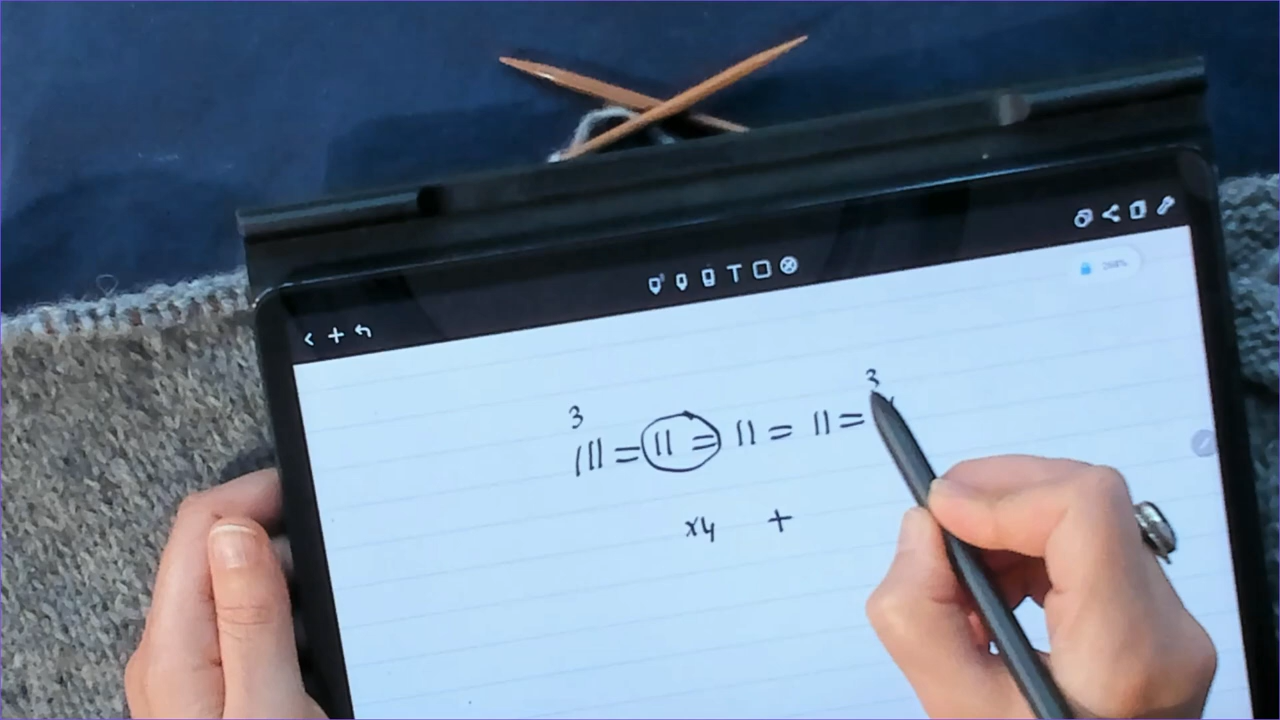 T
3 3
||| = || = || = || =
x4 +